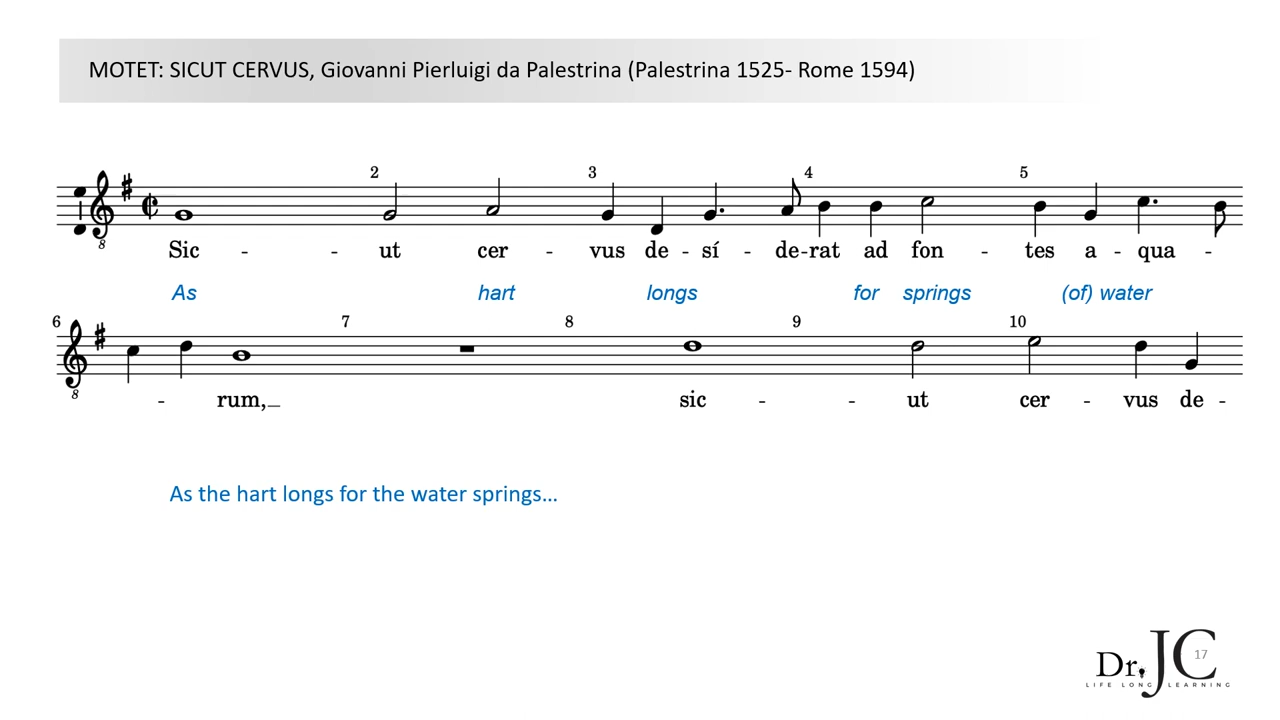 MOTET: SICUT CERVUS, Giovanni Pierluigi da Palestrina (Palestrina 1525- Rome 1594)
2 3 4 5
8
Sic - - ut cer - vus de - sí - de-rat ad fon - tes a - qua -
As hart longs for springs (of) water
6 7 8 9 10
8
- rum,_ sic - - ut cer - vus de -
As the hart longs for the water springs…
Dr. JC 17
LIFE LONG LEARNING